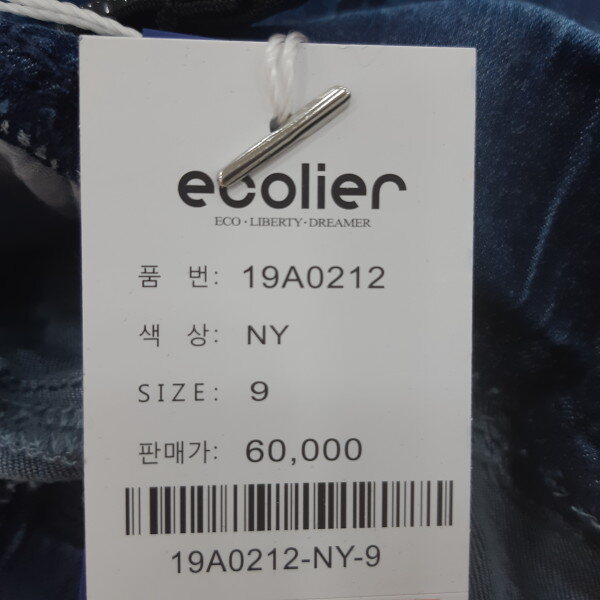 ecolier
ECO·LIBERTY·DREAMER
품 번: 19A0212
색 상: NY
SIZE: 9
판매가: 60,000
19A0212-NY-9